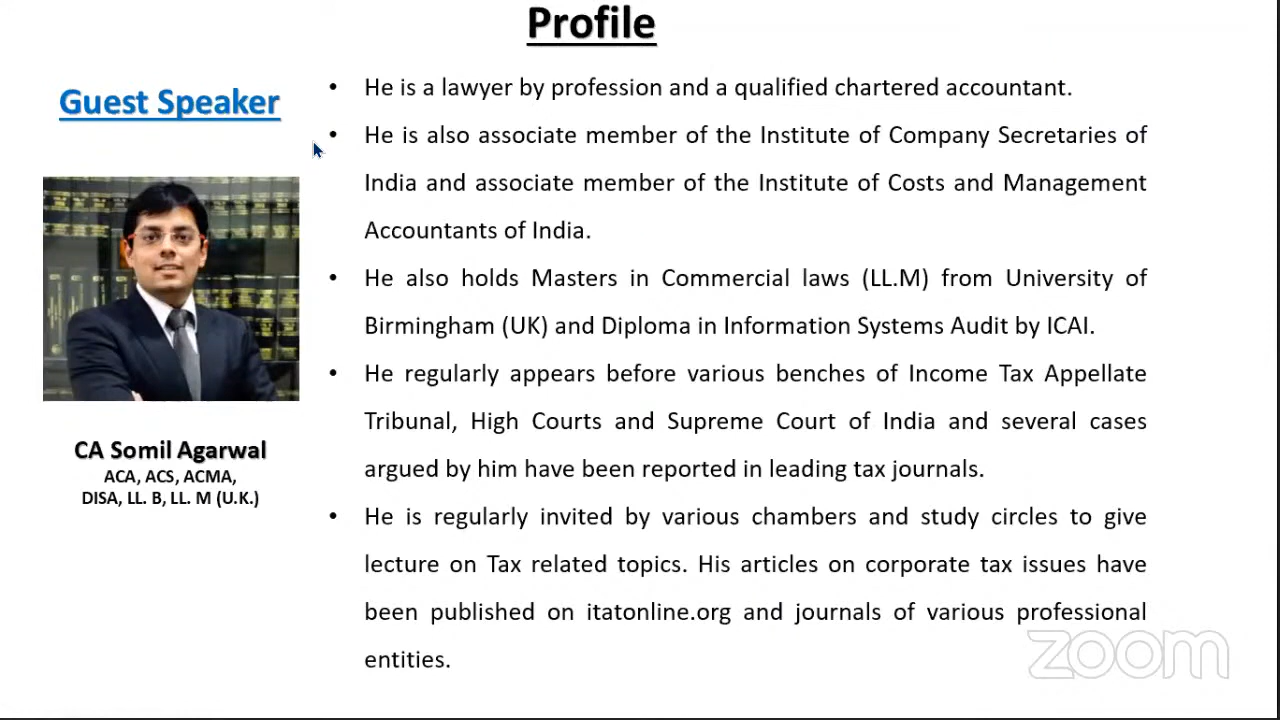 Profile
Guest Speaker
CA Somil Agarwal
ACA, ACS, ACMA,
DISA, LL. B, LL. M (U.K.)
• He is a lawyer by profession and a qualified chartered accountant.
• He is also associate member of the Institute of Company Secretaries of
India and associate member of the Institute of Costs and Management
Accountants of India.
• He also holds Masters in Commercial laws (LL.M) from University of
Birmingham (UK) and Diploma in Information Systems Audit by ICAI.
• He regularly appears before various benches of Income Tax Appellate
Tribunal, High Courts and Supreme Court of India and several cases
argued by him have been reported in leading tax journals.
• He is regularly invited by various chambers and study circles to give
lecture on Tax related topics. His articles on corporate tax issues have
been published on itatonline.org and journals of various professional
entities.
zoom